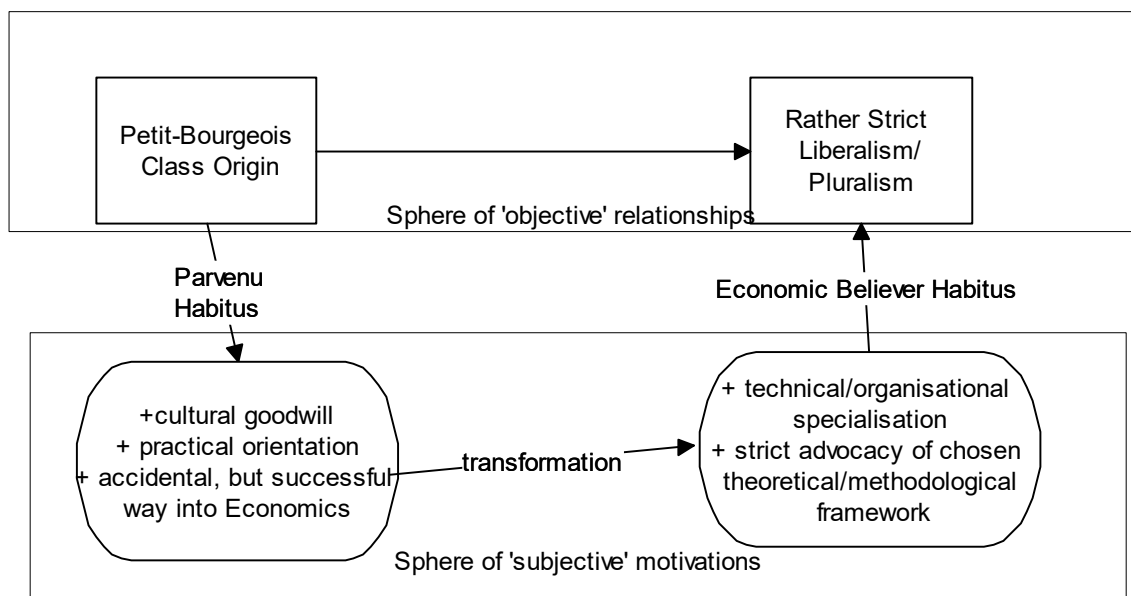 Petit-Bourgeois
Class Origin
Rather Strict
Liberalism/
Pluralism
Sphere of 'objective' relationships
Parvenu
Habitus
Economic Believer Habitus
+cultural goodwill
+ practical orientation
+ accidental, but successful
way into Economics
transformation
+ technical/organisational
specialisation
+ strict advocacy of chosen
theoretical/methodological
framework
Sphere of 'subjective' motivations